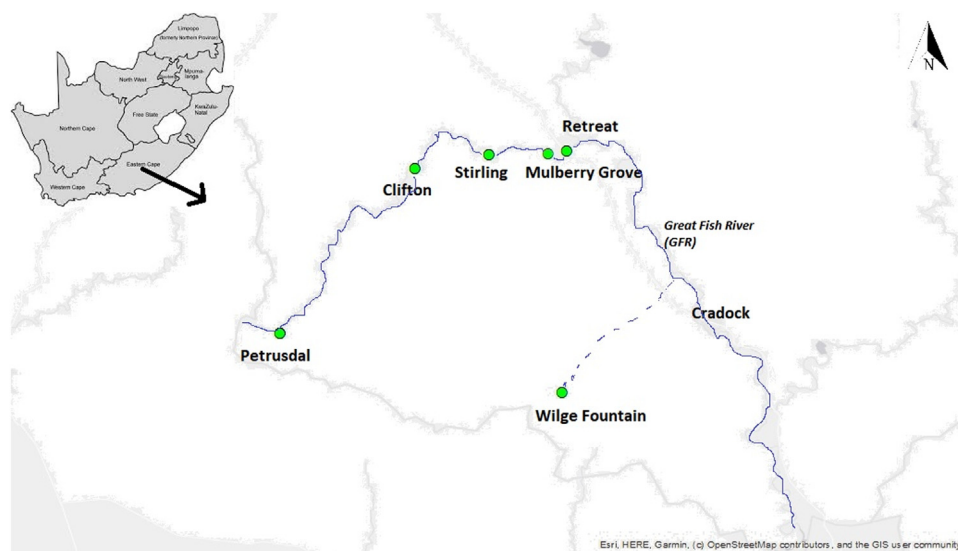 Limpopo
(formerly Northern Province)
North West
Mpuma-
langa
Free State
KwaZulu-
Natal
Northern Cape
Eastern Cape
Western Cape
N
Retreat
Clifton
Stirling
Mulberry Grove
Great Fish River
(GFR)
Cradock
Petrusdal
Wilge Fountain
Esri, HERE, Garmin, (c) OpenStreetMap contributors, and the GIS user community